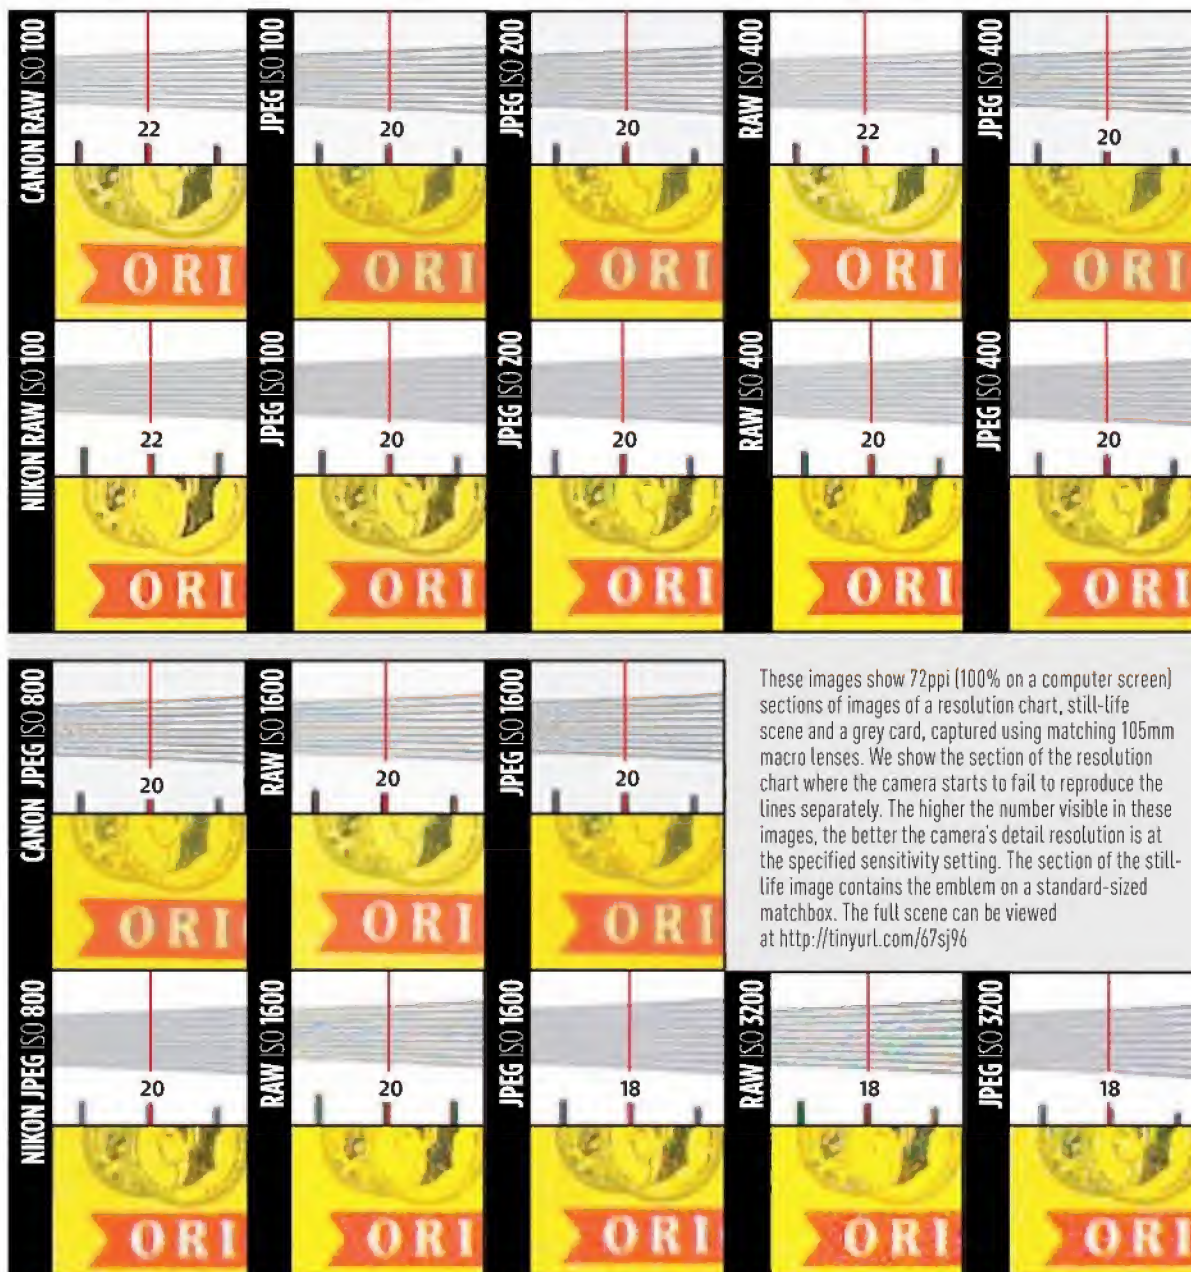 CANON RAW ISO 100
22
ORI
JPEG ISO 100
20
ORI
JPEG ISO 200
20
ORI
RAW ISO 400
22
ORI
JPEG ISO 400
20
ORI
NIKON RAW ISO 100
22
ORI
JPEG ISO 100
20
ORI
JPEG ISO 200
20
ORI
RAW ISO 400
20
ORI
JPEG ISO 400
20
ORI
CANON JPEG ISO 800
20
ORI
RAW ISO 1600
20
ORI
JPEG ISO 1600
20
ORI
These images show 72ppi (100% on a computer screen)
sections of images of a resolution chart, still-life
scene and a grey card, captured using matching 105mm
macro lenses. We show the section of the resolution
chart where the camera starts to fail to reproduce the
lines separately. The higher the number visible in these
images, the better the camera's detail resolution is at
the specified sensitivity setting. The section of the still-
life image contains the emblem on a standard-sized
matchbox. The full scene can be viewed
at http://tinyurl.com/67sj96
NIKON JPEG ISO 800
20
ORI
RAW ISO 1600
20
ORI
JPEG ISO 1600
18
ORI
RAW ISO 3200
18
ORI
JPEG ISO 3200
18
ORI